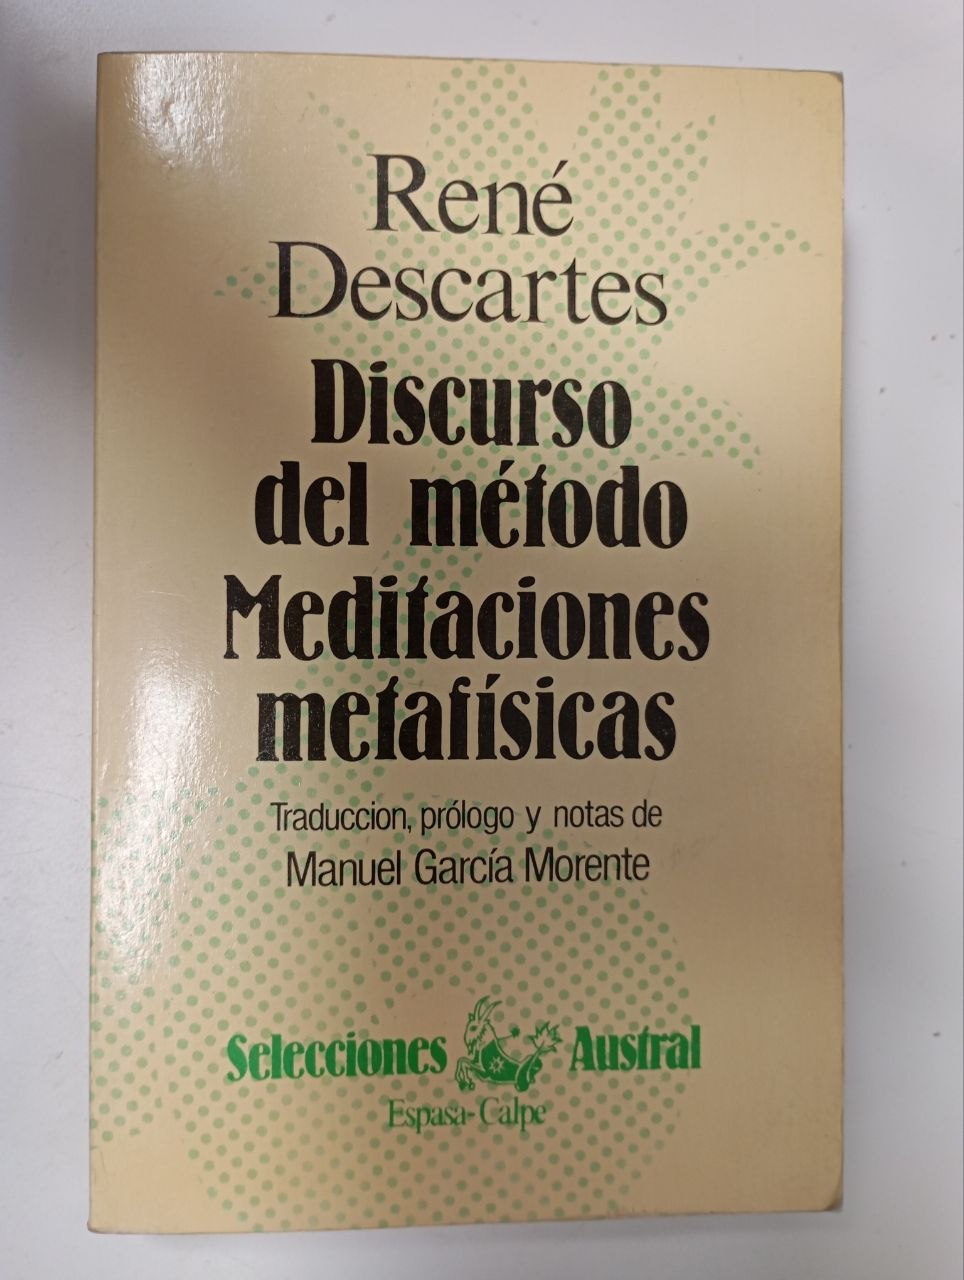 René
Descartes
Discurso
del método
Meditaciones
metafísicas
Traduccion, prólogo y notas de
Manuel García Morente
Selecciones Austral
Espasa-Calpe